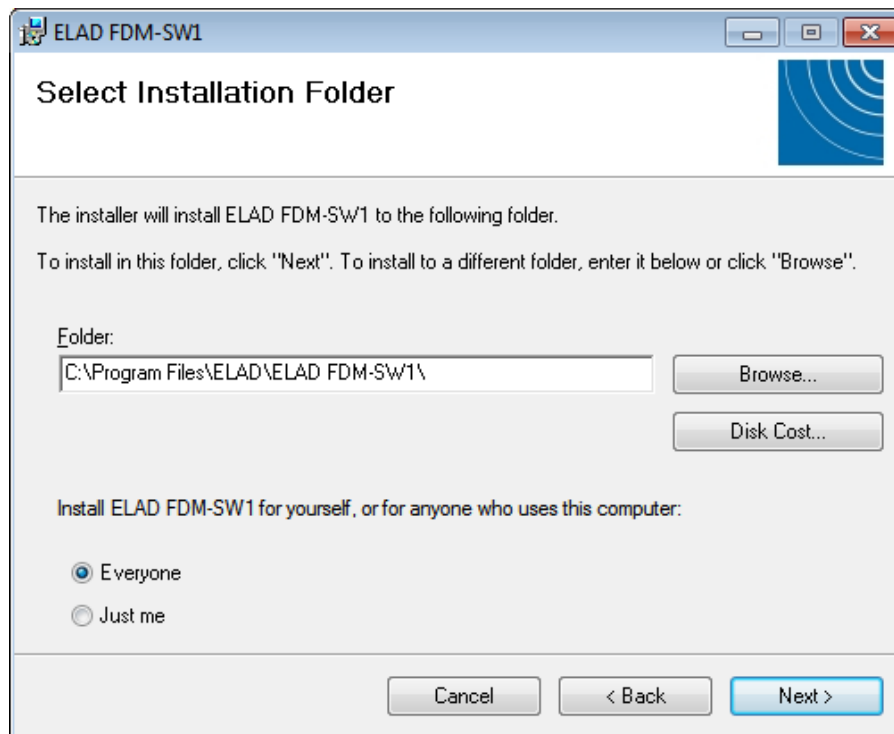 ELAD FDM-SW1
Select Installation Folder
The installer will install ELAD FDM-SW1 to the following folder.
To install in this folder, click "Next". To install to a different folder, enter it below or click "Browse".
Folder:
C:\Program Files\ELAD\ELAD FDM-SW1\
Browse...
Disk Cost...
Install ELAD FDM-SW1 for yourself, or for anyone who uses this computer:
Everyone
Just me
Cancel
< Back
Next >